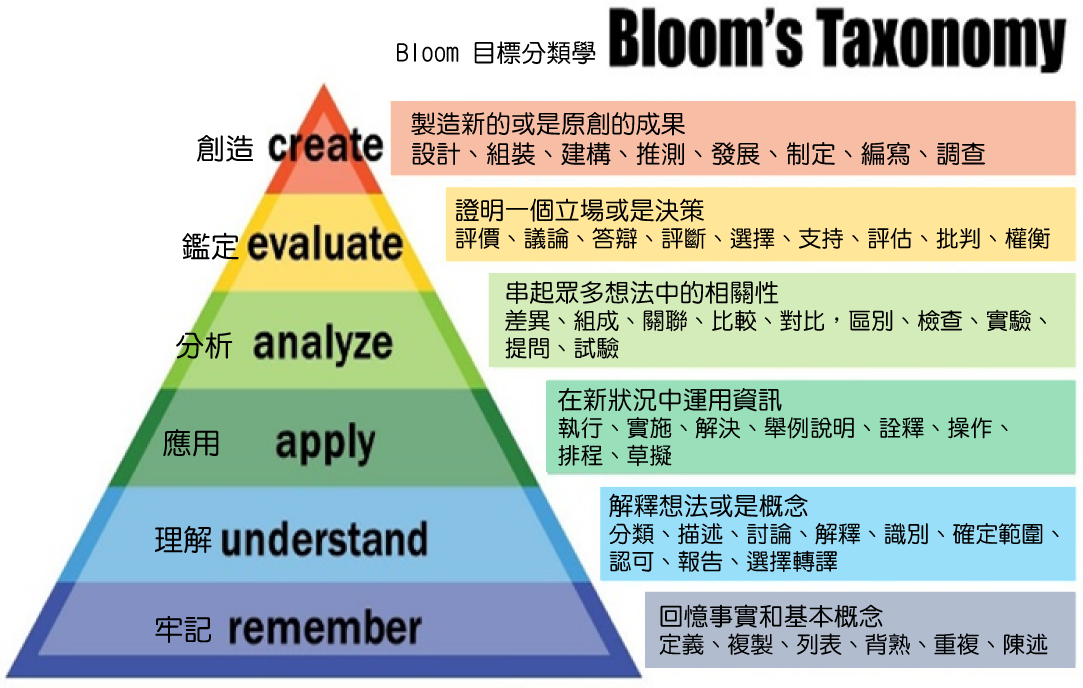 Bloom 目標分類學 Bloom's Taxonomy
創造 create
製造新的或是原創的成果
設計、組裝、建構、推測、發展、制定、編寫、調查
鑑定 evaluate
證明一個立場或是決策
評價、議論、答辯、評斷、選擇、支持、評估、批判、權衡
分析 analyze
串起眾多想法中的相關性
差異、組成、關聯、比較、對比，區別、檢查、實驗、
提問、試驗
應用 apply
在新狀況中運用資訊
執行、實施、解決、舉例說明、詮釋、操作、
排程、草擬
理解 understand
解釋想法或是概念
分類、描述、討論、解釋、識別、確定範圍、
認可、報告、選擇轉譯
牢記 remember
回憶事實和基本概念
定義、複製、列表、背熟、重複、陳述